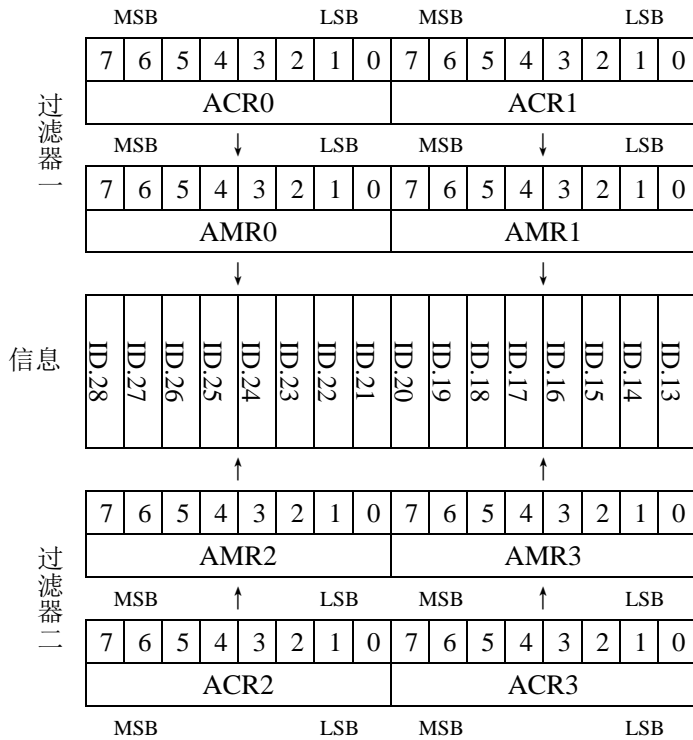 MSB LSB MSB LSB
7 6 5 4 3 2 1 0 7 6 5 4 3 2 1 0
ACR0 ACR1
过滤器一
MSB LSB MSB LSB
7 6 5 4 3 2 1 0 7 6 5 4 3 2 1 0
AMR0 AMR1
信息
ID.28 ID.27 ID.26 ID.25 ID.24 ID.23 ID.22 ID.21 ID.20 ID.19 ID.18 ID.17 ID.16 ID.15 ID.14 ID.13
7 6 5 4 3 2 1 0 7 6 5 4 3 2 1 0
AMR2 AMR3
过滤器二
MSB LSB MSB LSB
7 6 5 4 3 2 1 0 7 6 5 4 3 2 1 0
ACR2 ACR3
MSB LSB MSB LSB